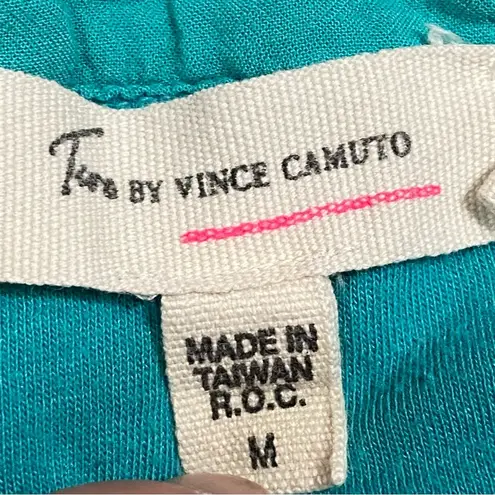 Two BY VINCE CAMUTO
MADE IN
TAIWAN
R.O.C.
M